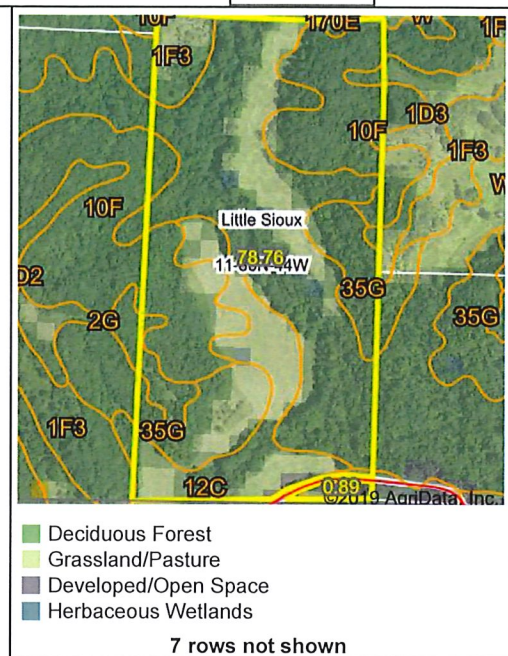 10F
170E
W
1F
1F3
1D3
10F
1F3
W
10F
Little Sioux
78.76
D2
35G
2G
35G
1F3
35G
12C
0.89
©2019 AgriData, Inc.
Deciduous Forest
Grassland/Pasture
Developed/Open Space
Herbaceous Wetlands
7 rows not shown